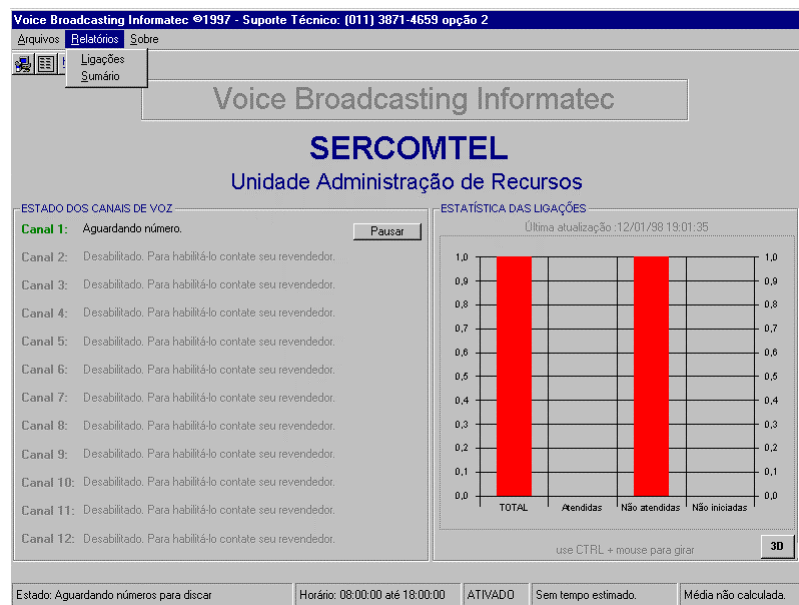 Voice Broadcasting Informatec ©1997 - Suporte Técnico: (011) 3871-4659 opção 2
Arquivos Relatórios Sobre
Ligações
Sumário
Voice Broadcasting Informatec
SERCOMTEL
Unidade Administração de Recursos
ESTADO DOS CANAIS DE VOZ
Canal 1: Aguardando número. Pausar
Canal 2: Desabilitado. Para habilitá-lo contate seu revendedor.
Canal 3: Desabilitado. Para habilitá-lo contate seu revendedor.
Canal 4: Desabilitado. Para habilitá-lo contate seu revendedor.
Canal 5: Desabilitado. Para habilitá-lo contate seu revendedor.
Canal 6: Desabilitado. Para habilitá-lo contate seu revendedor.
Canal 7: Desabilitado. Para habilitá-lo contate seu revendedor.
Canal 8: Desabilitado. Para habilitá-lo contate seu revendedor.
Canal 9: Desabilitado. Para habilitá-lo contate seu revendedor.
Canal 10: Desabilitado. Para habilitá-lo contate seu revendedor.
Canal 11: Desabilitado. Para habilitá-lo contate seu revendedor.
Canal 12: Desabilitado. Para habilitá-lo contate seu revendedor.
ESTATÍSTICA DAS LIGAÇÕES
Última atualização :12/01/98 19:01:35
1,0 1,0
0,9 0,9
0,8 0,8
0,7 0,7
0,6 0,6
0,5 0,5
0,4 0,4
0,3 0,3
0,2 0,2
0,1 0,1
0,0 0,0
TOTAL Atendidas Não atendidas Não iniciadas
use CTRL + mouse para girar 3D
Estado: Aguardando números para discar Horário: 08:00:00 até 18:00:00 ATIVADO Sem tempo estimado. Média não calculada.